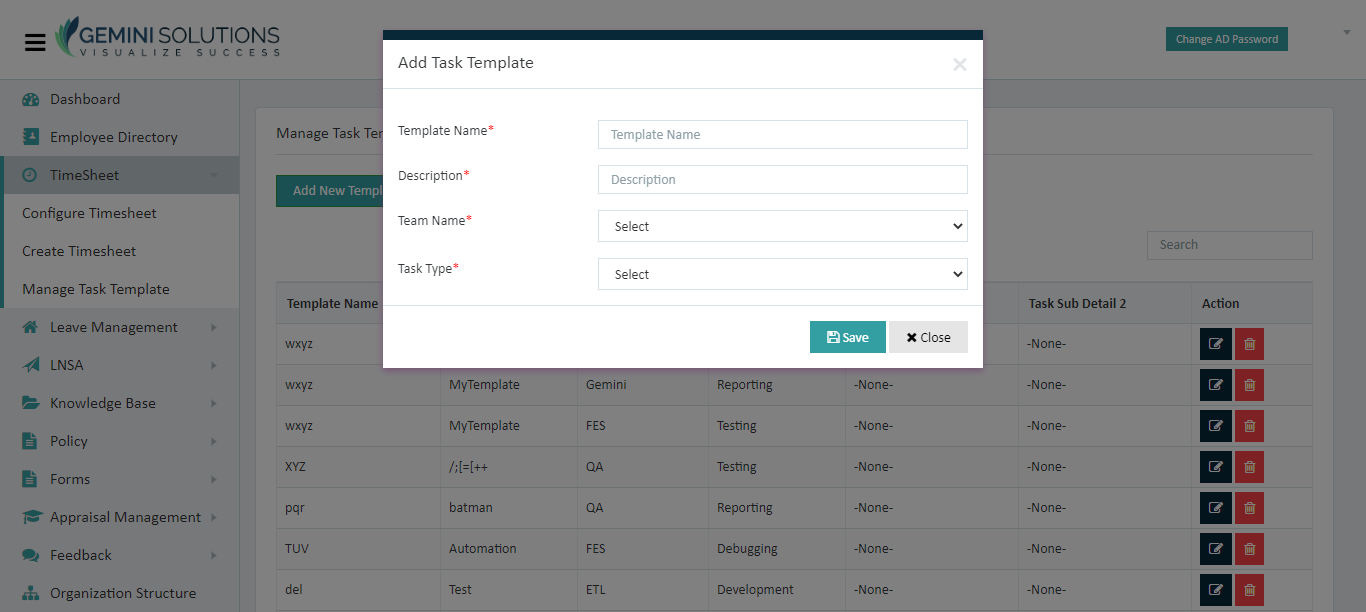 GEMINI SOLUTIONS
VISUALIZE SUCCESS
Change AD Password
Dashboard
Employee Directory
TimeSheet
Configure Timesheet
Create Timesheet
Manage Task Template
Leave Management
LNSA
Knowledge Base
Policy
Forms
Appraisal Management
Feedback
Organization Structure
Manage Task Ter
Add New Templ
Search
Add Task Template
×
Template Name*
Template Name
Description*
Description
Team Name*
Select
Task Type*
Select
Save
Close
Template Name Task Sub Detail 2 Action
wxyz -None-
wxyz MyTemplate Gemini Reporting -None- -None-
wxyz MyTemplate FES Testing -None- -None-
XYZ /;[=[++ QA Testing -None- -None-
pqr batman QA Reporting -None- -None-
TUV Automation FES Debugging -None- -None-
del Test ETL Development -None- -None-